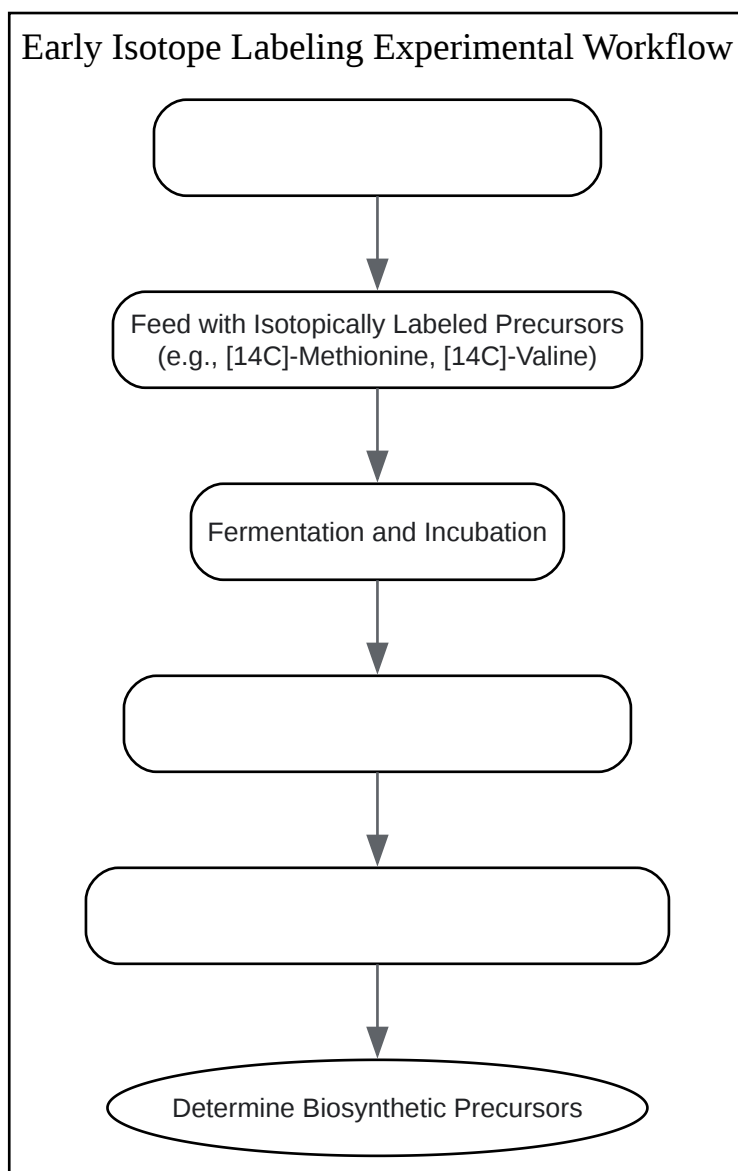 Early Isotope Labeling Experimental Workflow
Feed with Isotopically Labeled Precursors
(e.g., [14C]-Methionine, [14C]-Valine)
Fermentation and Incubation
Determine Biosynthetic Precursors